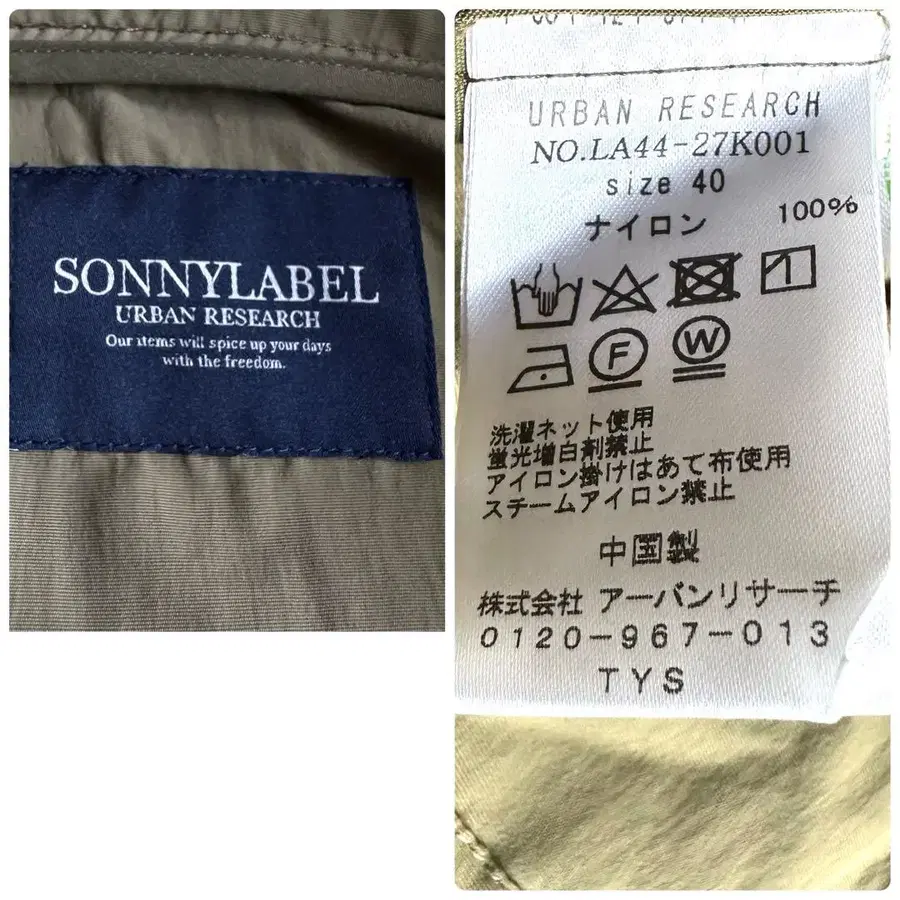 SONNYLABEL
URBAN RESEARCH
Our items will spice up your days
with the freedom.
URBAN RESEARCH
NO.LA44-27K001
size 40
ナイロン 100%
F W
洗濯ネット使用
蛍光増白剤禁止
アイロン掛けはあて布使用
スチームアイロン禁止
中国製
株式会社 アーバンリサーチ
0120-967-013
TYS